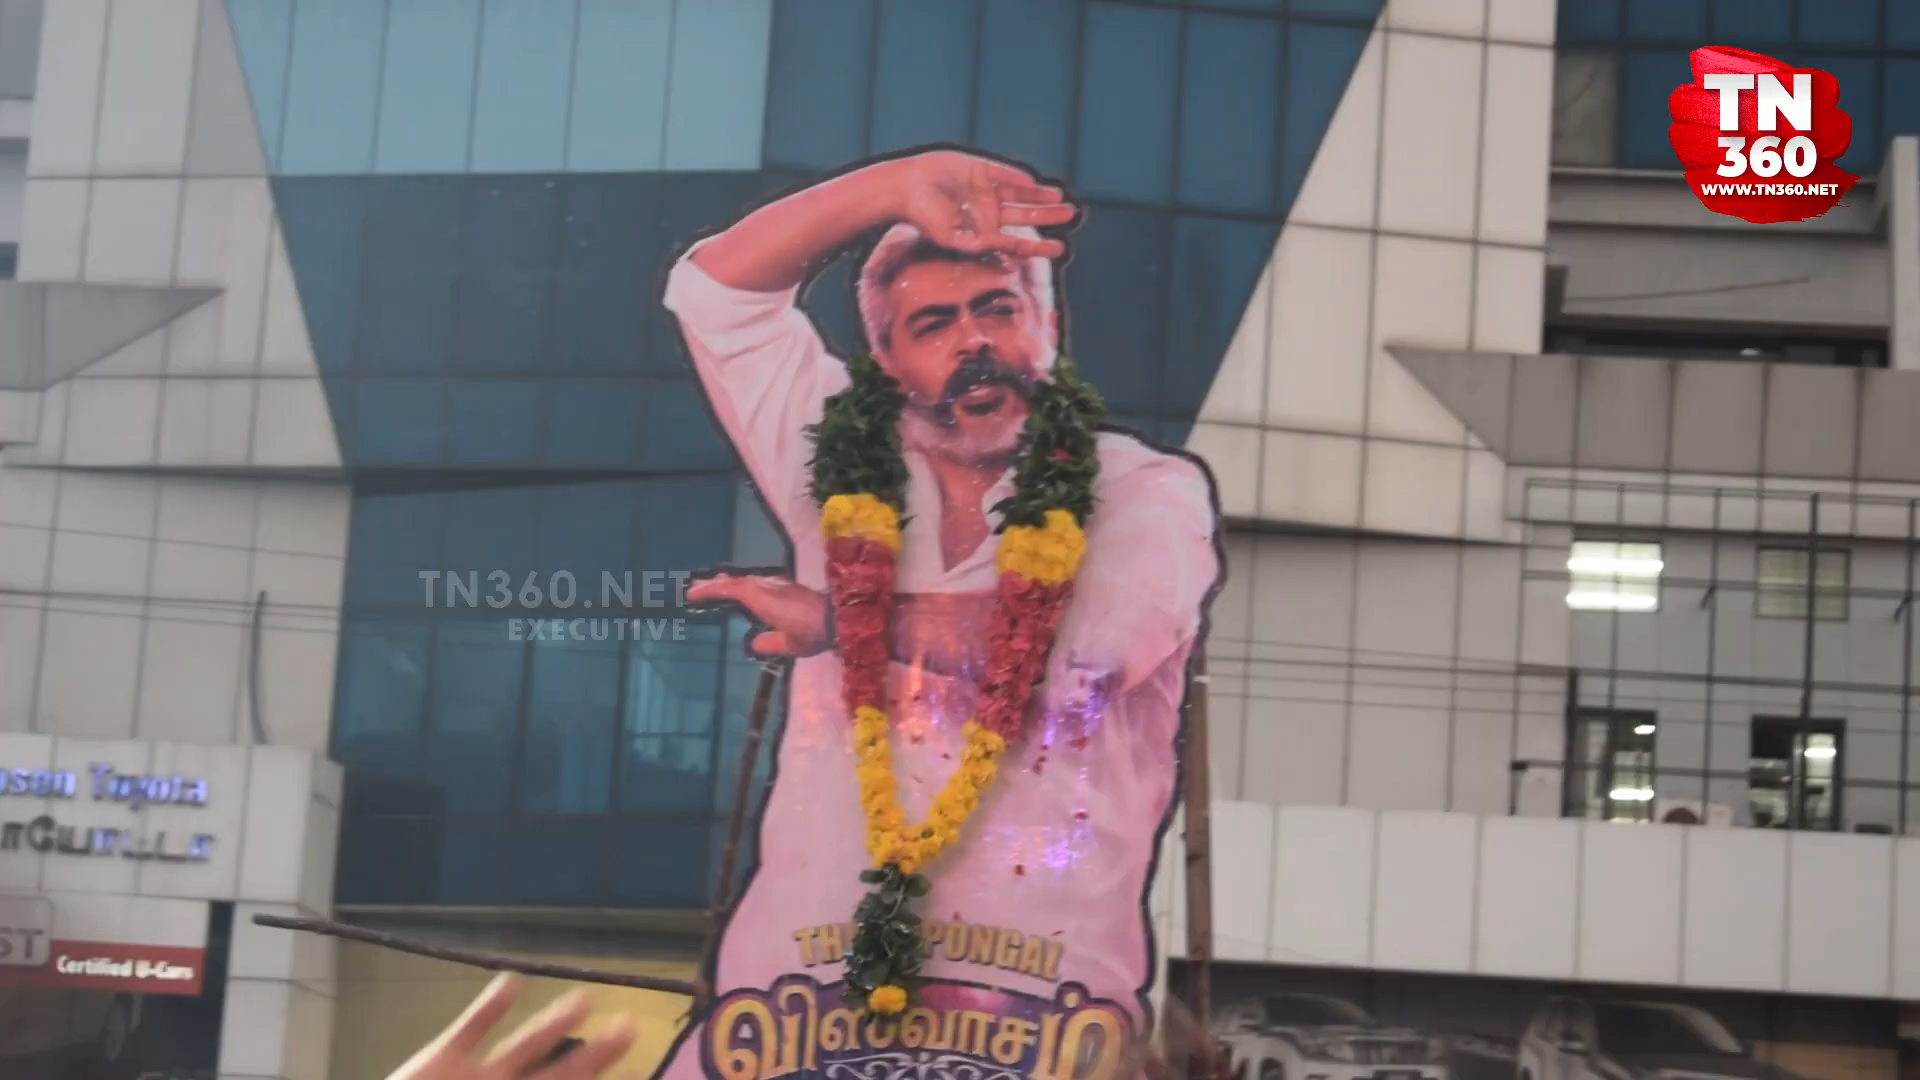 TN
360
WWW.TN360.NET
TN360.NET
EXECUTIVE
Toyota
Certified U-Cars
PONGAL
விஸ்வாசம்